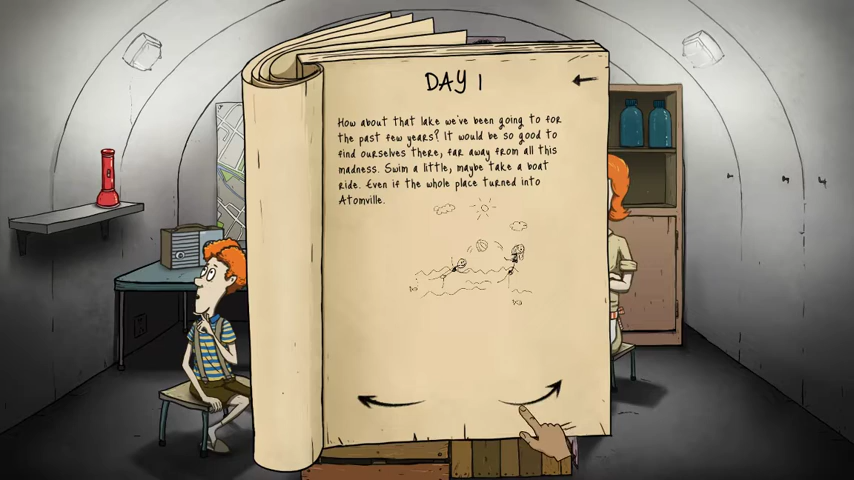 DAY 1
How about that lake we've been going to for
the past few years? It would be so good to
find ourselves there, far away from all this
madness. Swim a little, maybe take a boat
ride. Even if the whole place turned into
Atomville.